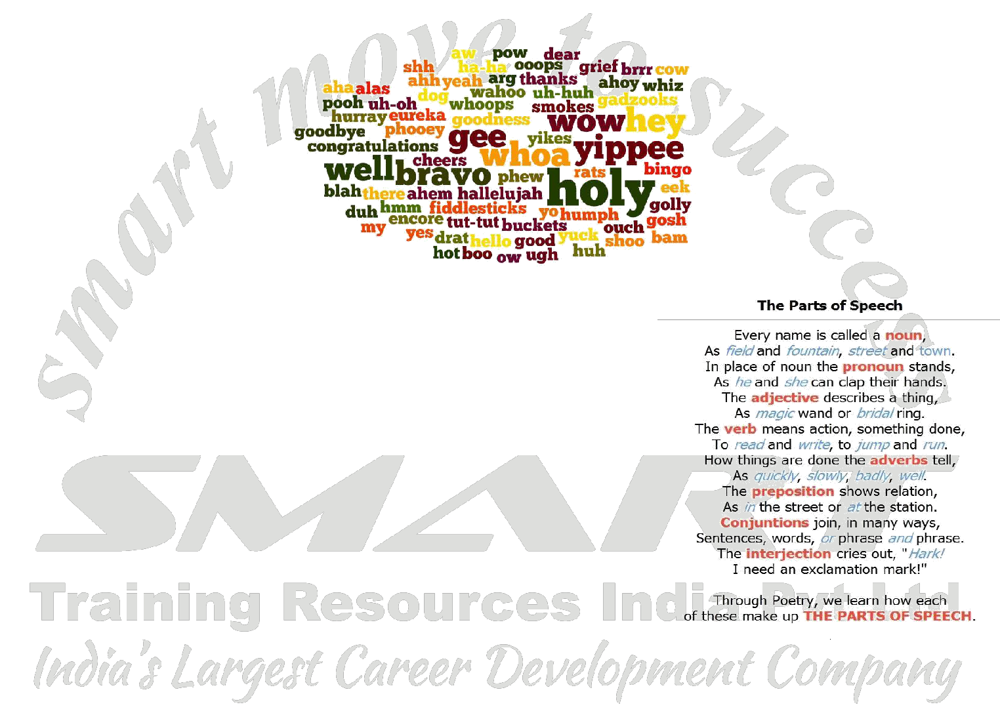 smart move to success
aw pow dear
shh ha-ha ooops grief brrr cow
ahh yeah arg thanks ahoy whiz
aha alas dog wahoo uh-huh gadzooks
pooh uh-oh whoops smokes
hurray eureka goodness wow hey
goodbye phooey gee yikes
congratulations whoa yippee
cheers
well bravo phew rats bingo
blah there ahem hallelujah holy eek
duh hmm fiddlesticks yo humph golly
encore tut-tut buckets ouch gosh
my yes drat hello good yuck shoo bam
hot boo ow ugh huh
The Parts of Speech
Every name is called a noun,
As field and fountain, street and town.
In place of noun the pronoun stands,
As he and she can clap their hands.
The adjective describes a thing,
As magic wand or bridal ring.
The verb means action, something done,
To read and write, to jump and run.
How things are done the adverbs tell,
As quickly, slowly, badly, well.
The preposition shows relation,
As in the street or at the station.
Conjuntions join, in many ways,
Sentences, words, or phrase and phrase.
The interjection cries out, "Hark!
I need an exclamation mark!"
Through Poetry, we learn how each
of these make up THE PARTS OF SPEECH.
SMART
Training Resources India Pvt Ltd
India's Largest Career Development Company